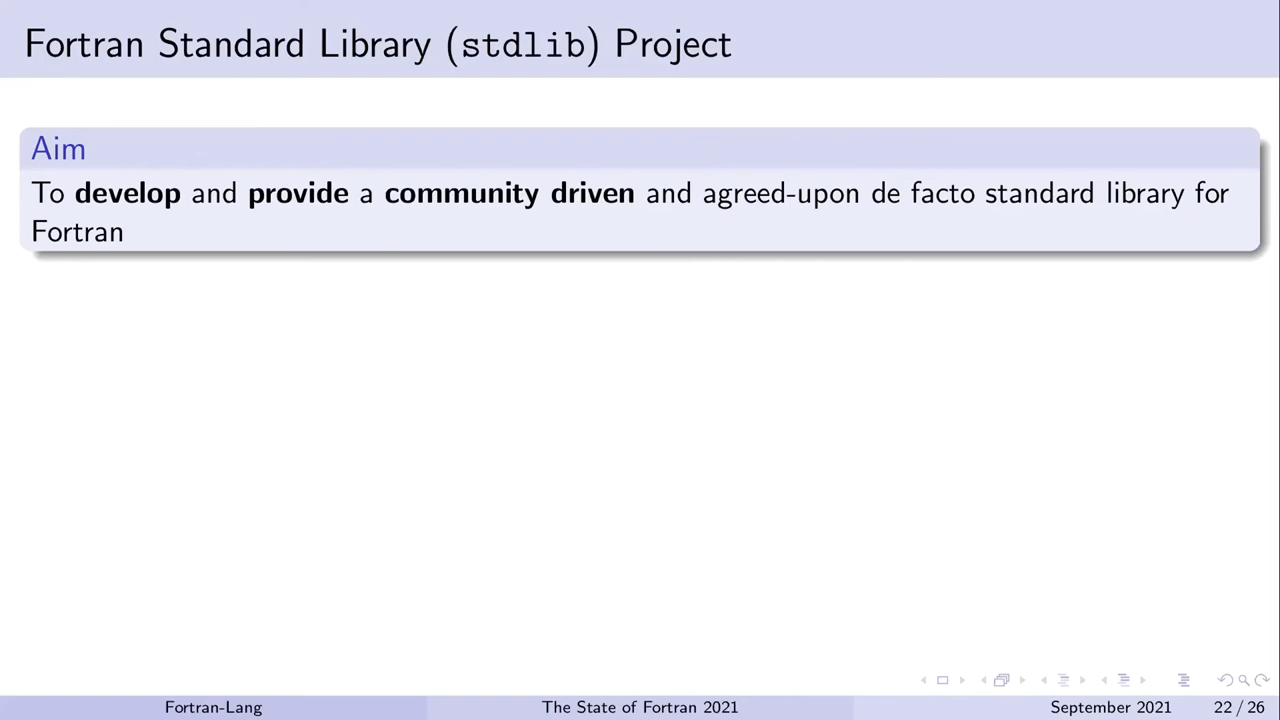 Fortran Standard Library (stdlib) Project
Aim
To develop and provide a community driven and agreed-upon de facto standard library for
Fortran
Fortran-Lang
The State of Fortran 2021
September 2021
22 / 26